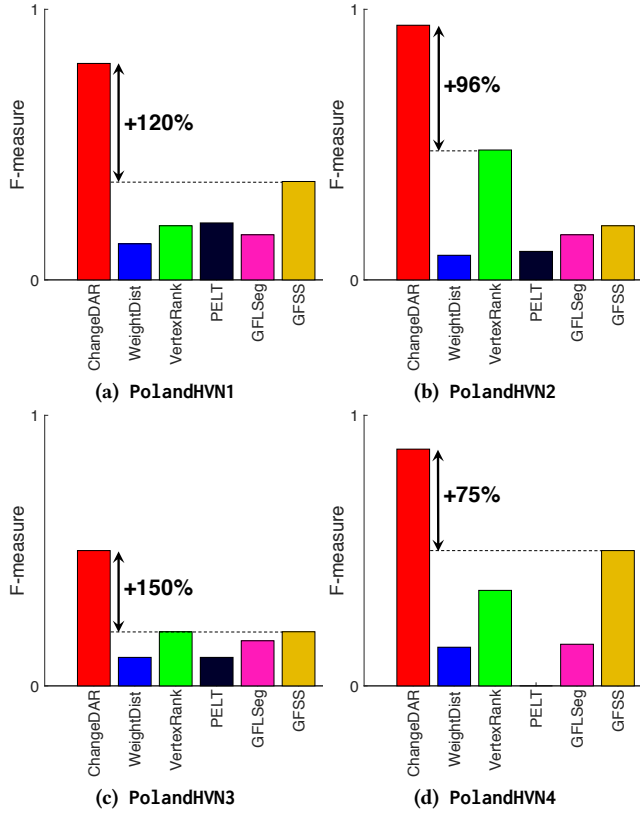 1
F-measure
+120%
0
ChangeDAR
WeightDist
VertexRank
PELT
GFLSeg
GFSS
(a) PolandHVN1
1
F-measure
+96%
0
ChangeDAR
WeightDist
VertexRank
PELT
GFLSeg
GFSS
(b) PolandHVN2
1
F-measure
+150%
0
ChangeDAR
WeightDist
VertexRank
PELT
GFLSeg
GFSS
(c) PolandHVN3
1
F-measure
+75%
0
ChangeDAR
WeightDist
VertexRank
PELT
GFLSeg
GFSS
(d) PolandHVN4